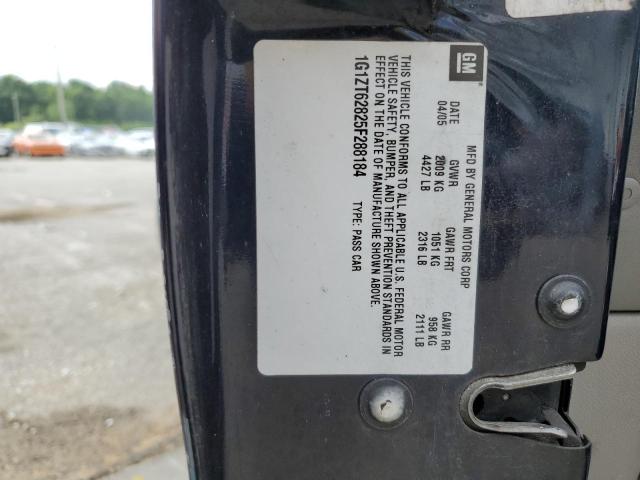 GM
MFD BY GENERAL MOTORS CORP
DATE GVWR GAWR FRT GAWR RR
04/05 2009 KG 1051 KG 958 KG
4427 LB 2316 LB 2111 LB
THIS VEHICLE CONFORMS TO ALL APPLICABLE U.S. FEDERAL MOTOR
VEHICLE SAFETY, BUMPER, AND THEFT PREVENTION STANDARDS IN
EFFECT ON THE DATE OF MANUFACTURE SHOWN ABOVE.
1G1ZT62825F288184 TYPE: PASS CAR